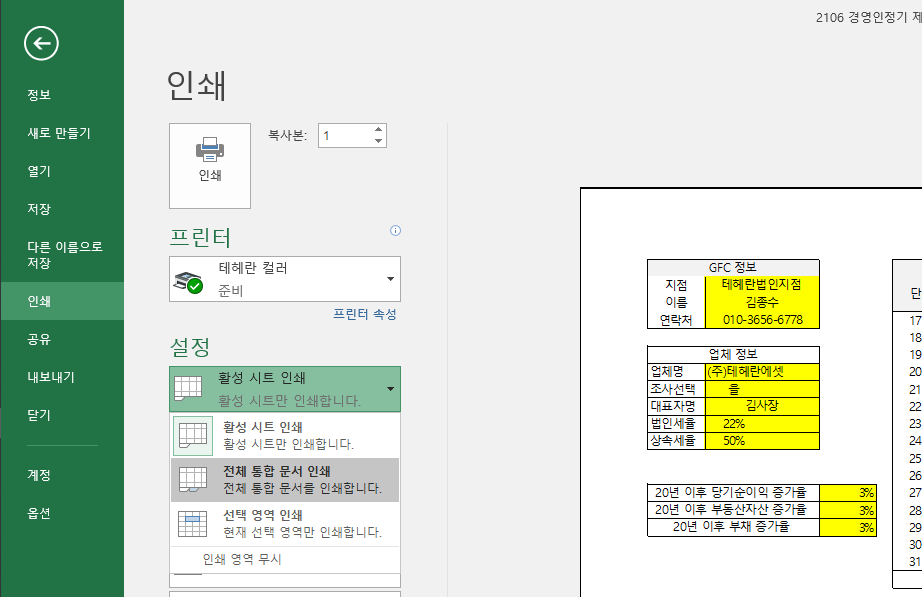 2106 경영인정기 제
정보
새로 만들기
열기
저장
다른 이름으로
저장
인쇄
공유
내보내기
닫기
계정
옵션
인쇄
인쇄
복사본: 1
프린터
테헤란 컬러
준비
프린터 속성
설정
활성 시트 인쇄
활성 시트만 인쇄합니다.
활성 시트 인쇄
활성 시트만 인쇄합니다.
전체 통합 문서 인쇄
전체 통합 문서를 인쇄합니다.
선택 영역 인쇄
현재 선택 영역만 인쇄합니다.
인쇄 영역 무시
GFC 정보
지점 테헤란법인지점
이름 김종수
연락처 010-3656-6778
업체 정보
업체명 (주)테헤란에셋
조사선택 을
대표자명 김사장
법인세율 22%
상속세율 50%
20년 이후 당기순이익 증가율 3%
20년 이후 부동산자산 증가율 3%
20년 이후 부채 증가율 3%
단
17
18
19
20
21
22
23
24
25
26
27
28
29
30
31